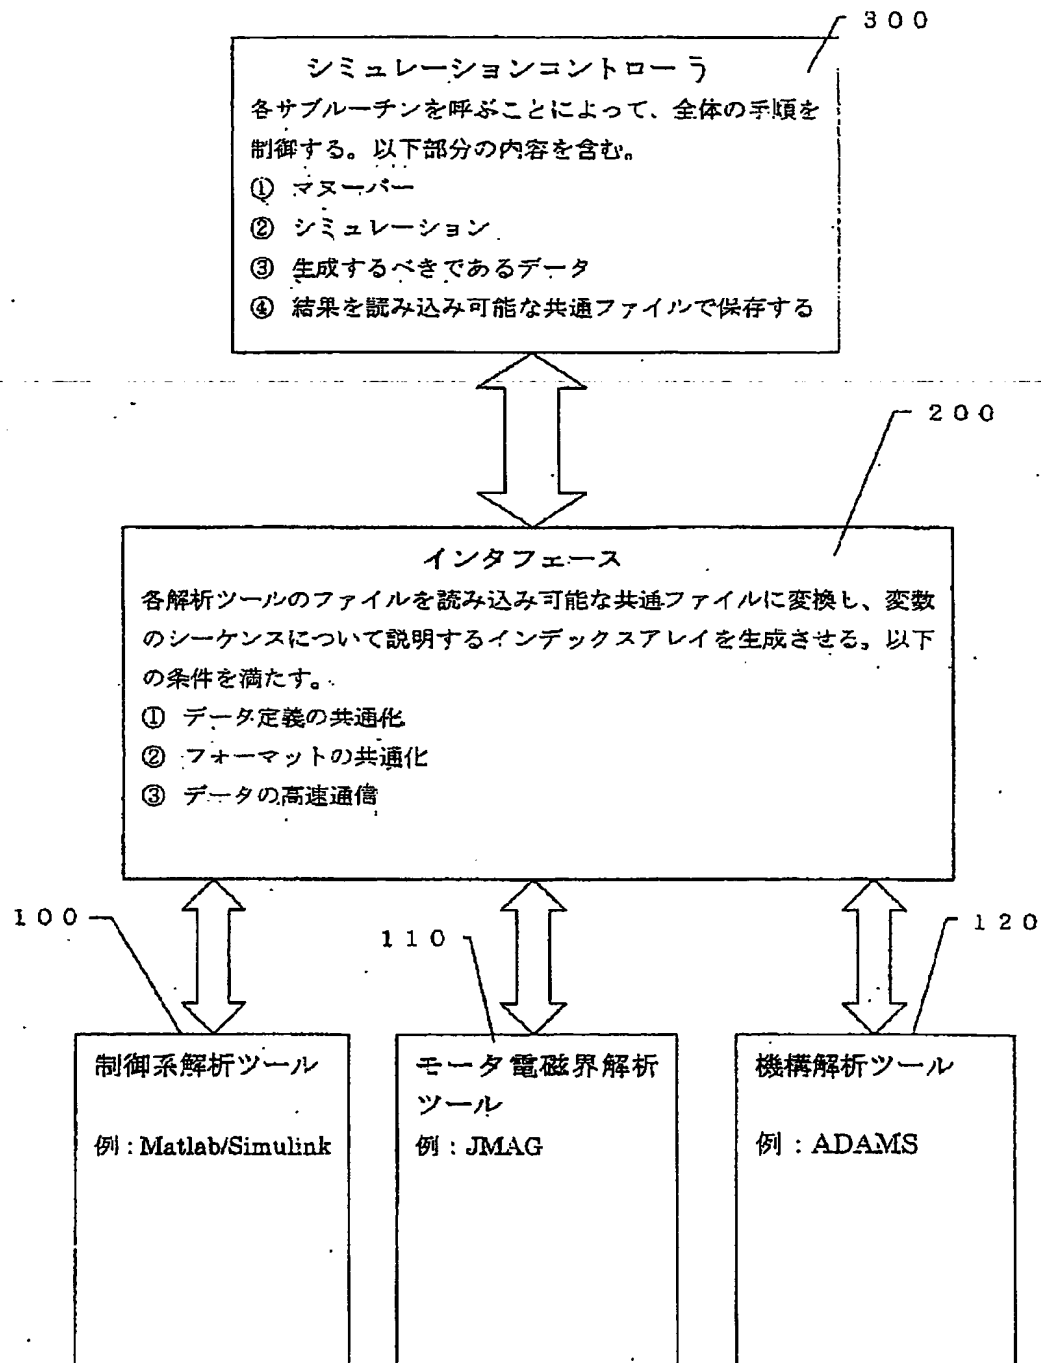 ３００
シミュレーションコントローラ
各サブルーチンを呼ぶことによって、全体の手順を
制御する。以下部分の内容を含む。
① マヌーバー
② シミュレーション
③ 生成するべきであるデータ
④ 結果を読み込み可能な共通ファイルで保存する
２００
インタフェース
各解析ツールのファイルを読み込み可能な共通ファイルに変換し、変数
のシーケンスについて説明するインデックスアレイを生成させる。以下
の条件を満たす。
① データ定義の共通化
② フォーマットの共通化
③ データの高速通信
１００
１１０
１２０
制御系解析ツール
例：Matlab/Simulink
モータ電磁界解析
ツール
例：JMAG
機構解析ツール
例：ADAMS